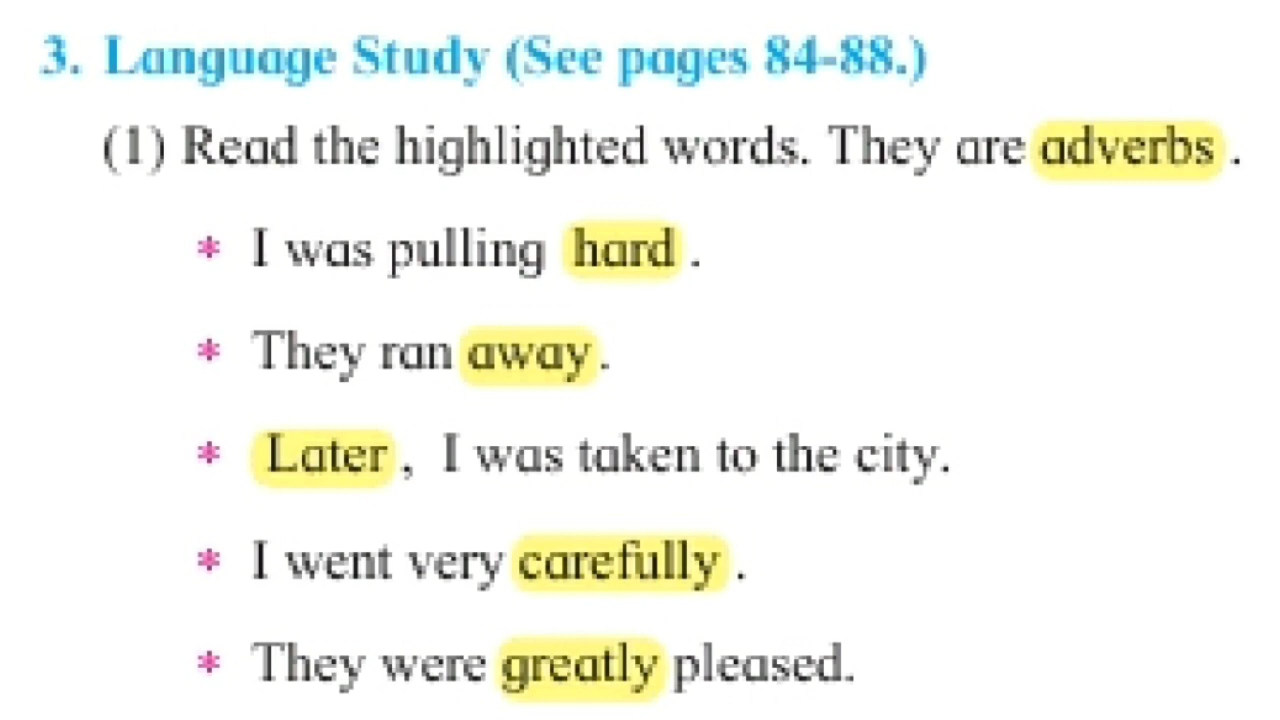 3. Language Study (See pages 84-88.)
(1) Read the highlighted words. They are adverbs .
* I was pulling hard .
* They ran away.
* Later, I was taken to the city.
* I went very carefully .
* They were greatly pleased.